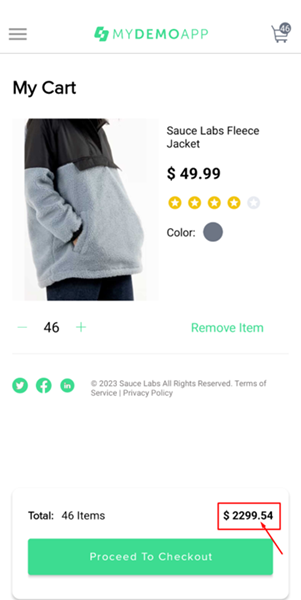 MYDEMOAPP
46
My Cart
Sauce Labs Fleece
Jacket
$ 49.99
Color:
− 46 +
Remove Item
© 2023 Sauce Labs All Rights Reserved. Terms of
Service | Privacy Policy
Total: 46 Items
$ 2299.54
Proceed To Checkout